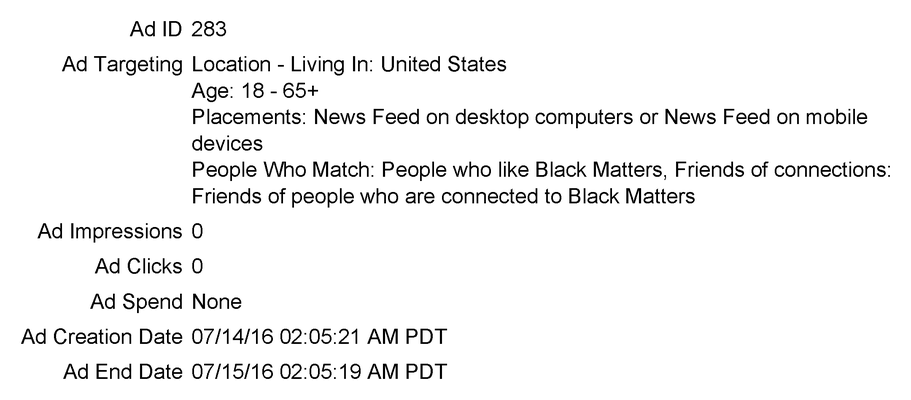 Ad ID 283
Ad Targeting Location - Living In: United States
Age: 18 - 65+
Placements: News Feed on desktop computers or News Feed on mobile
devices
People Who Match: People who like Black Matters, Friends of connections:
Friends of people who are connected to Black Matters
Ad Impressions 0
Ad Clicks 0
Ad Spend None
Ad Creation Date 07/14/16 02:05:21 AM PDT
Ad End Date 07/15/16 02:05:19 AM PDT